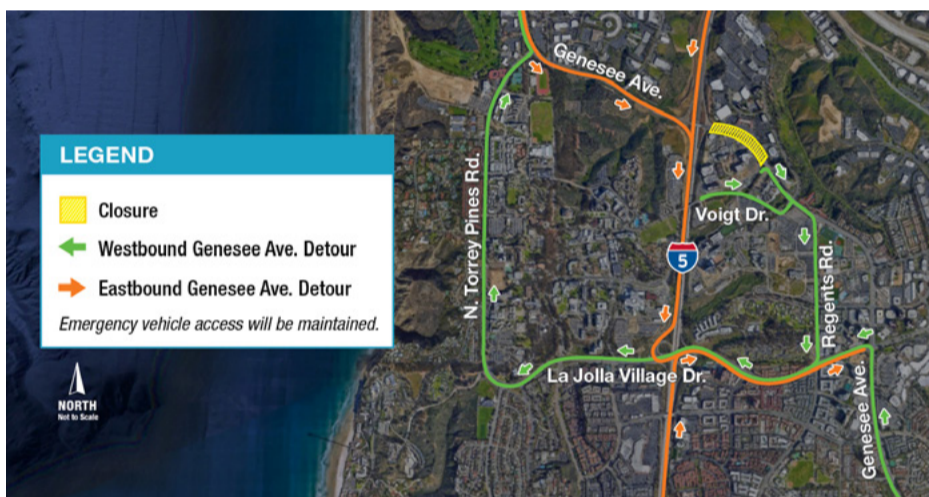 LEGEND
Closure
Westbound Genesee Ave. Detour
Eastbound Genesee Ave. Detour
Emergency vehicle access will be maintained.
NORTH
Not to Scale
Genesee Ave.
N. Torrey Pines Rd.
Voigt Dr.
5
Regents Rd.
La Jolla Village Dr.
Genesee Ave.